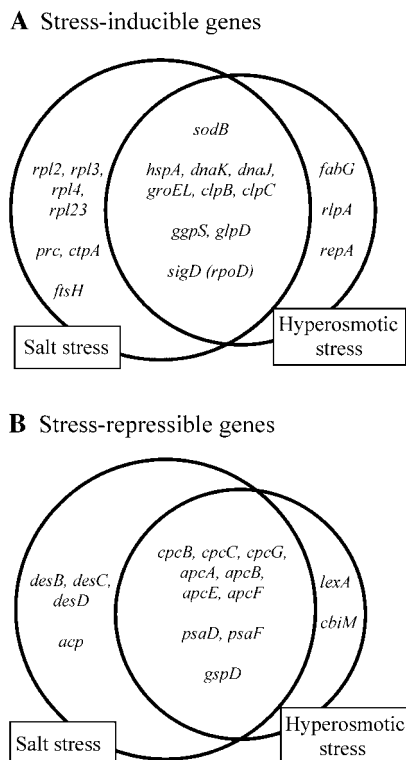 A Stress-inducible genes
sodB
rpl2, rpl3,
rpl4,
rpl23
hspA, dnaK, dnaJ,
groEL, clpB, clpC
fabG
rlpA
ggpS, glpD
prc, ctpA
repA
sigD (rpoD)
ftsH
Salt stress
Hyperosmotic
stress
B Stress-repressible genes
cpcB, cpcC, cpcG,
apcA, apcB,
apcE, apcF
desB, desC,
desD
lexA
cbiM
acp
psaD, psaF
gspD
Salt stress
Hyperosmotic
stress